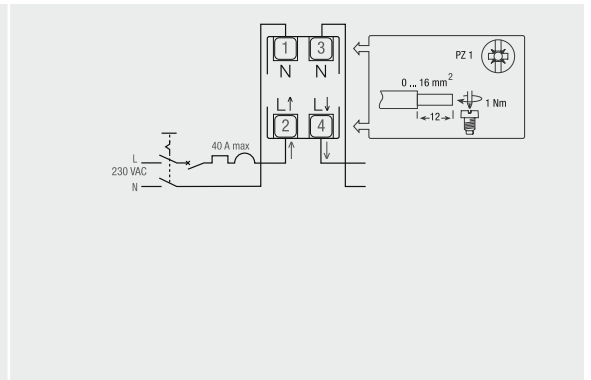 1 3
N N
L↑ L↓
2 4
40 A max
L
230 VAC
N
PZ 1
0 ... 16 mm²
1 Nm
12